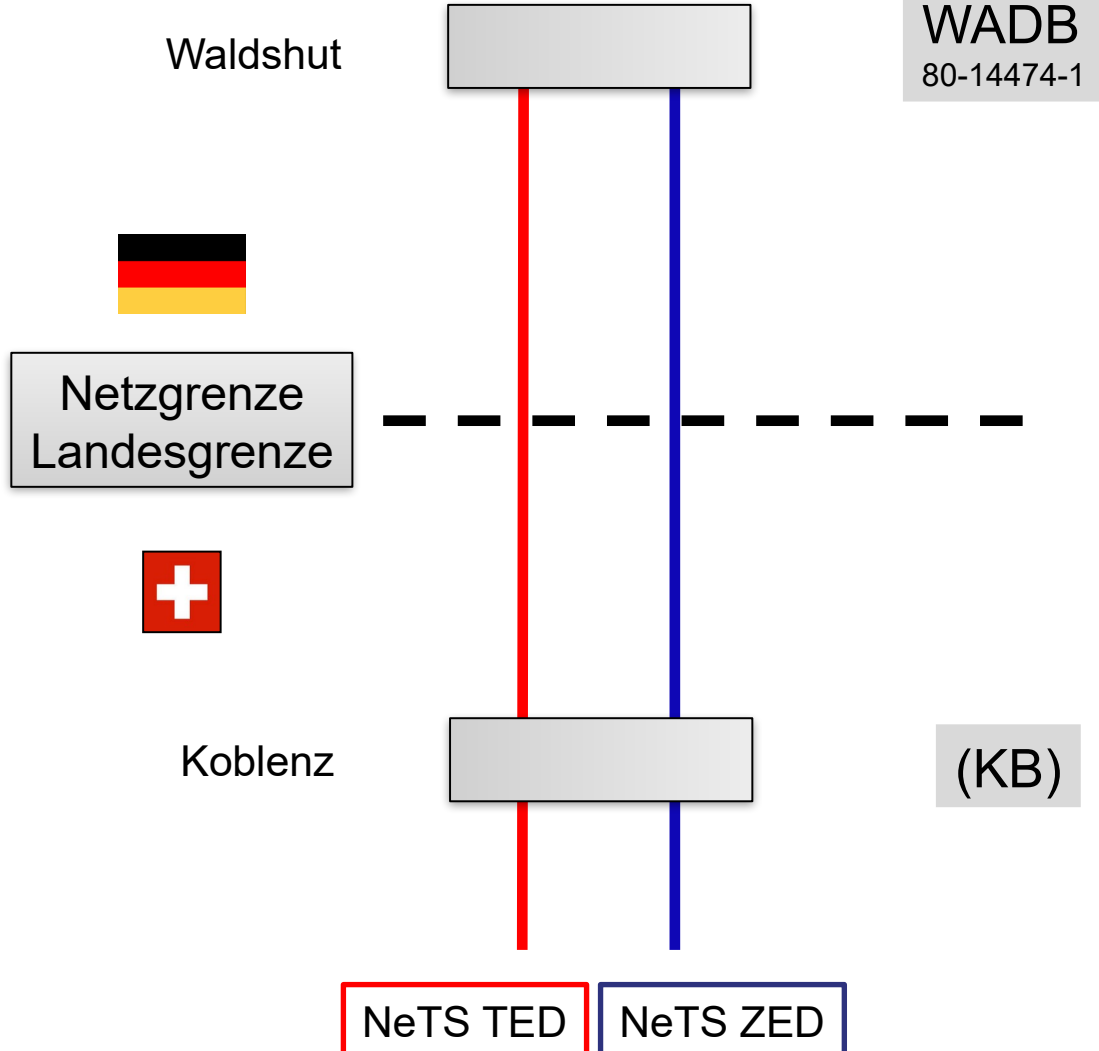 Waldshut
WADB
80-14474-1
Netzgrenze
Landesgrenze
Koblenz
(KB)
NeTS TED
NeTS ZED